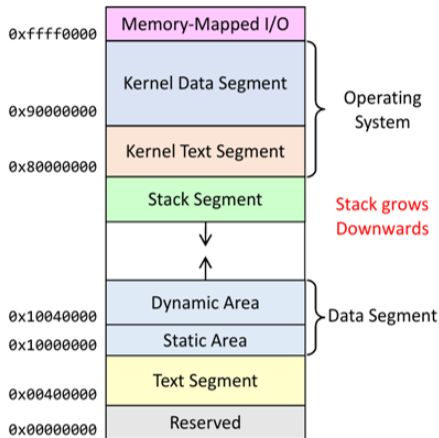 Memory-Mapped I/O
0xffff0000
Kernel Data Segment
0x90000000
Operating
System
Kernel Text Segment
0x80000000
Stack Segment
Stack grows
Downwards
Dynamic Area
0x10040000
Data Segment
Static Area
0x10000000
Text Segment
0x00400000
Reserved
0x00000000